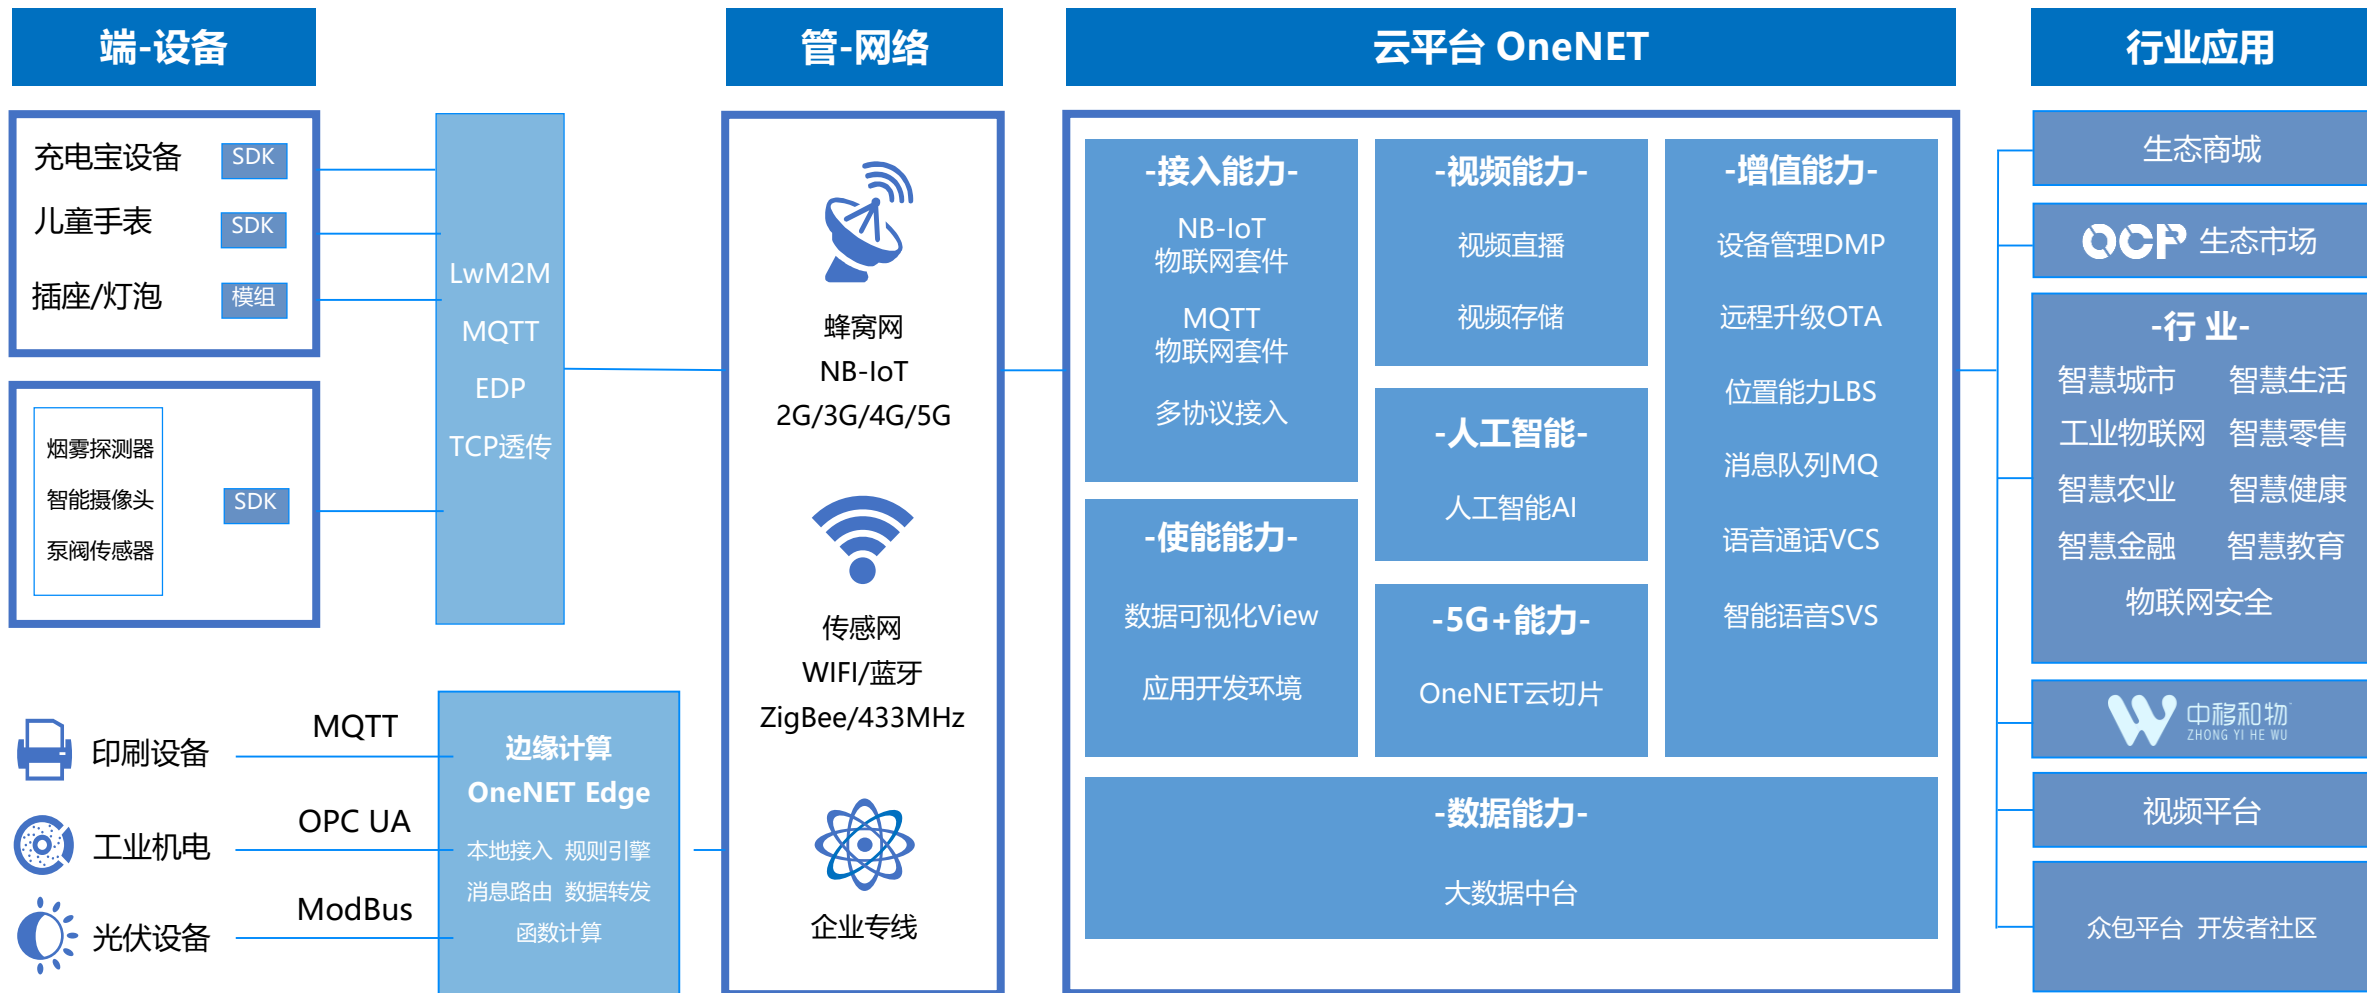 端-设备
管-网络
云平台 OneNET
行业应用
充电宝设备
SDK
儿童手表
SDK
插座/灯泡
模组
烟雾探测器
智能摄像头
泵阀传感器
SDK
LwM2M
MQTT
EDP
TCP透传
印刷设备
MQTT
工业机电
OPC UA
光伏设备
ModBus
边缘计算
OneNET Edge
本地接入 规则引擎
消息路由 数据转发
函数计算
蜂窝网
NB-IoT
2G/3G/4G/5G
传感网
WIFI/蓝牙
ZigBee/433MHz
企业专线
-接入能力-
NB-IoT
物联网套件
MQTT
物联网套件
多协议接入
-使能能力-
数据可视化View
应用开发环境
-视频能力-
视频直播
视频存储
-人工智能-
人工智能AI
-5G+能力-
OneNET云切片
-增值能力-
设备管理DMP
远程升级OTA
位置能力LBS
消息队列MQ
语音通话VCS
智能语音SVS
-数据能力-
大数据中台
生态商城
OCP 生态市场
-行 业-
智慧城市 智慧生活
工业物联网 智慧零售
智慧农业 智慧健康
智慧金融 智慧教育
物联网安全
中移和物
ZHONG YI HE WU
视频平台
众包平台 开发者社区